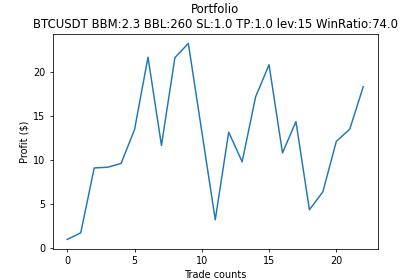 Portfolio
BTCUSDT BBM:2.3 BBL:260 SL:1.0 TP:1.0 lev:15 WinRatio:74.0
20
15
10
5
0
Profit ($)
0 5 10 15 20
Trade counts